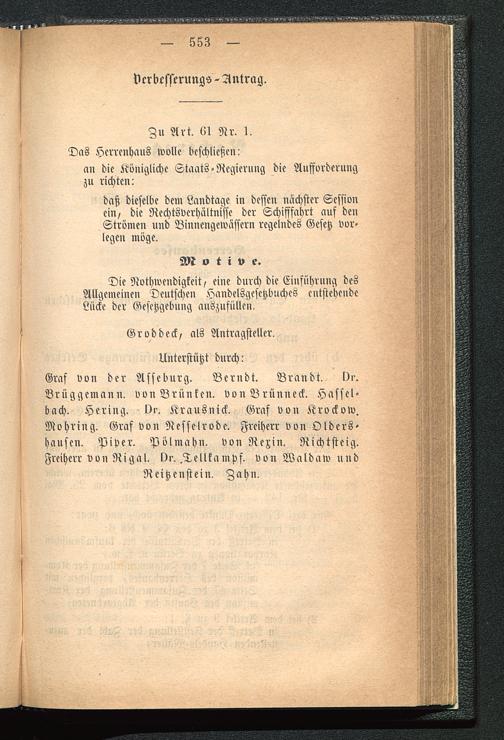 — 553 —
Verbesserungs-Antrag.
Zu Art. 61 Nr. 1.
Das Herrenhaus wolle beschließen:
an die Königliche Staats-Regierung die Aufforderung
zu richten:
daß dieselbe dem Landtage in dessen nächster Session
ein, die Rechtsverhältnisse der Schifffahrt auf den
Strömen und Binnengewässern regelndes Gesetz vor-
legen möge.
Motive.
Die Nothwendigkeit, eine durch die Einführung des
Allgemeinen Deutschen Handelsgesetzbuches entstehende
Lücke der Gesetzgebung auszufüllen.
Groddeck, als Antragsteller.
Unterstützt durch:
Graf von der Asseburg. Berndt. Brandt. Dr.
Brüggemann. von Brünken. von Brünneck. Hassel-
bach. Hering. Dr. Krausnick. Graf von Krockow.
Mohring. Graf von Nesselrode. Freiherr von Olders-
hausen. Piper. Pölmahn. von Rexin. Richtsteig.
Freiherr von Rigal. Dr. Tellkampf. von Waldaw und
Reitzenstein. Zahn.